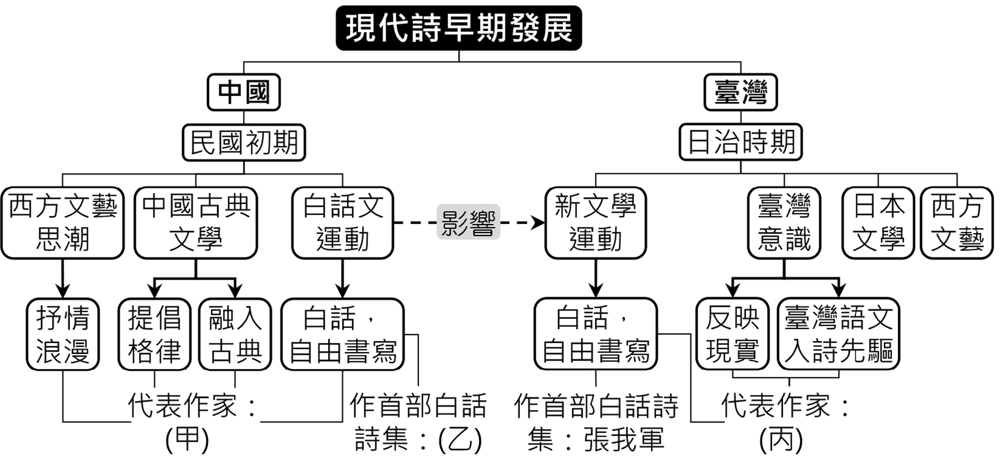 現代詩早期發展
中國
臺灣
民國初期
日治時期
西方文藝
思潮
中國古典
文學
白話文
運動
影響
新文學
運動
臺灣
意識
日本
文學
西方
文藝
抒情
浪漫
提倡
格律
融入
古典
白話，
自由書寫
白話，
自由書寫
反映
現實
臺灣語文
入詩先驅
代表作家：
(甲)
作首部白話
詩集：(乙)
作首部白話詩
集：張我軍
代表作家：
(丙)